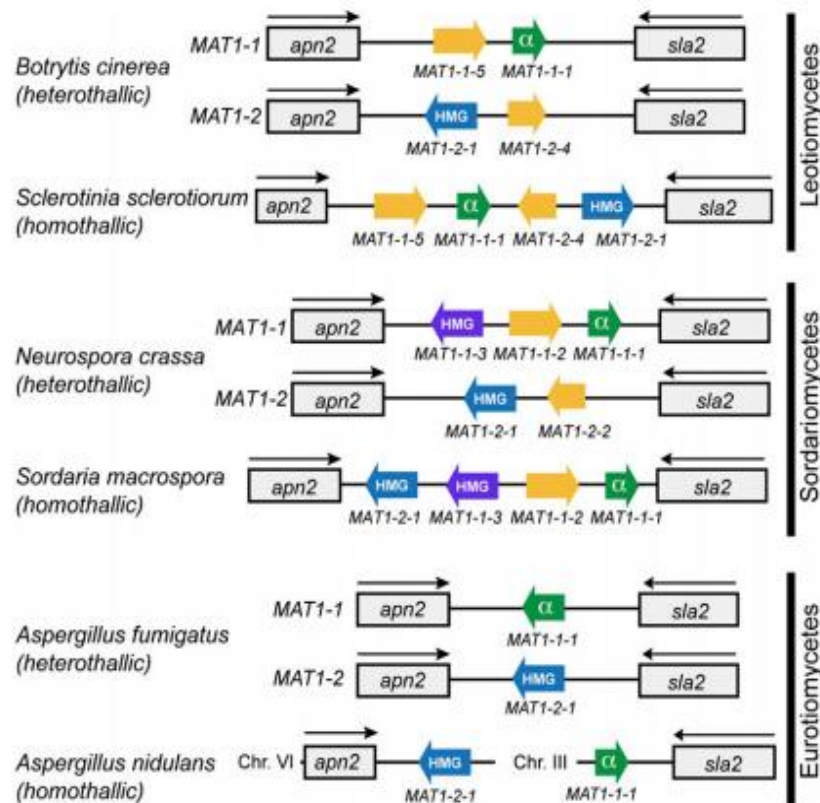 MAT1-1 apn2 α sla2
MAT1-1-5 MAT1-1-1
Botrytis cinerea
(heterothallic)
MAT1-2 apn2 HMG sla2
MAT1-2-1 MAT1-2-4
Sclerotinia sclerotiorum
(homothallic)
apn2 α HMG sla2
MAT1-1-5 MAT1-1-1 MAT1-2-4 MAT1-2-1
Leotiomycetes
MAT1-1 apn2 HMG α sla2
MAT1-1-3 MAT1-1-2 MAT1-1-1
Neurospora crassa
(heterothallic)
MAT1-2 apn2 HMG sla2
MAT1-2-1 MAT1-2-2
Sordaria macrospora
(homothallic)
apn2 HMG HMG α sla2
MAT1-2-1 MAT1-1-3 MAT1-1-2 MAT1-1-1
Sordariomycetes
MAT1-1 apn2 α sla2
MAT1-1-1
Aspergillus fumigatus
(heterothallic)
MAT1-2 apn2 HMG sla2
MAT1-2-1
Aspergillus nidulans
(homothallic)
Chr. VI apn2 HMG Chr. III α sla2
MAT1-2-1 MAT1-1-1
Eurotiomycetes